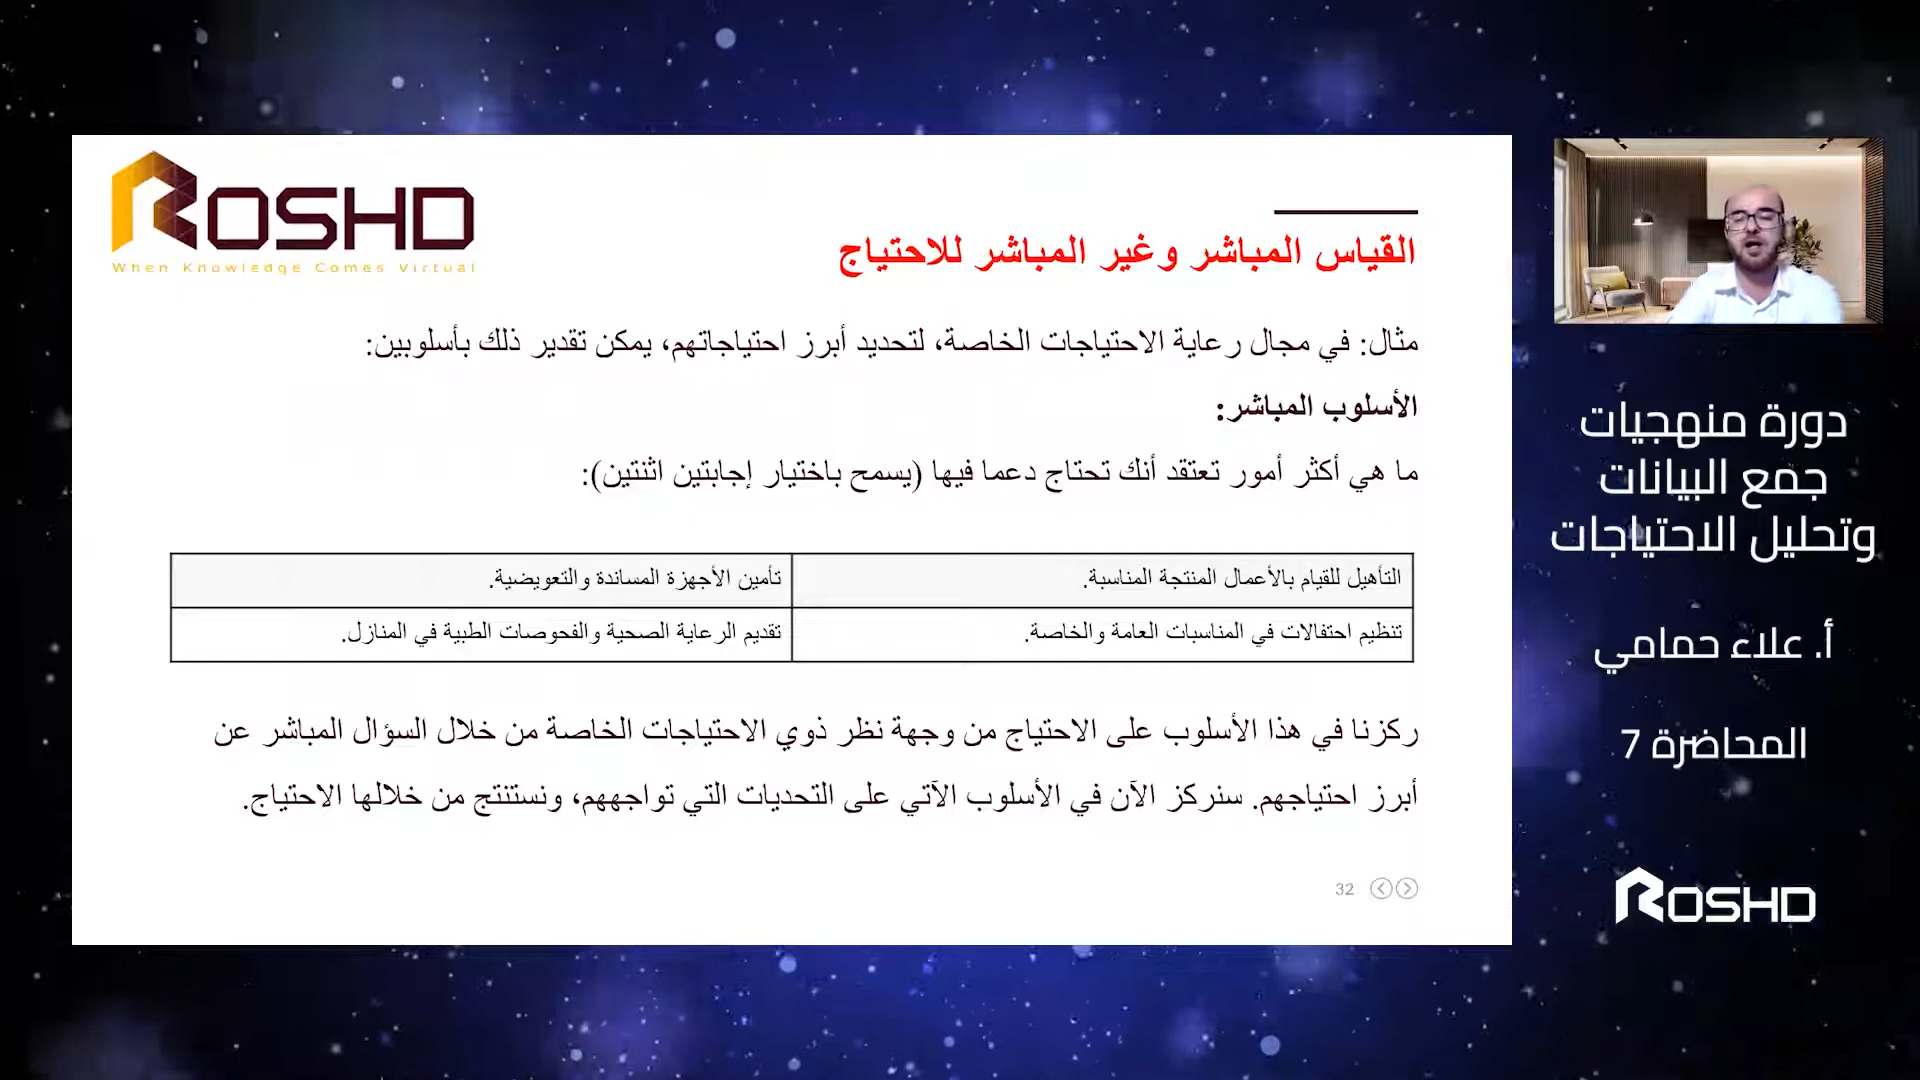 ROSHD
When Knowledge Comes Virtual
القياس المباشر وغير المباشر للاحتياج
مثال: في مجال رعاية الاحتياجات الخاصة، لتحديد أبرز احتياجاتهم، يمكن تقدير ذلك بأسلوبين:
الأسلوب المباشر:
ما هي أكثر أمور تعتقد أنك تحتاج دعما فيها (يسمح باختيار إجابتين اثنتين):
التأهيل للقيام بالأعمال المنتجة المناسبة.
تأمين الأجهزة المساندة والتعويضية.
تنظيم احتفالات في المناسبات العامة والخاصة.
تقديم الرعاية الصحية والفحوصات الطبية في المنازل.
ركزنا في هذا الأسلوب على الاحتياج من وجهة نظر ذوي الاحتياجات الخاصة من خلال السؤال المباشر عن
أبرز احتياجهم. سنركز الآن في الأسلوب الآتي على التحديات التي تواجههم، ونستنتج من خلالها الاحتياج.
32
دورة منهجيات
جمع البيانات
وتحليل الاحتياجات
أ. علاء حمامي
المحاضرة 7
ROSHD